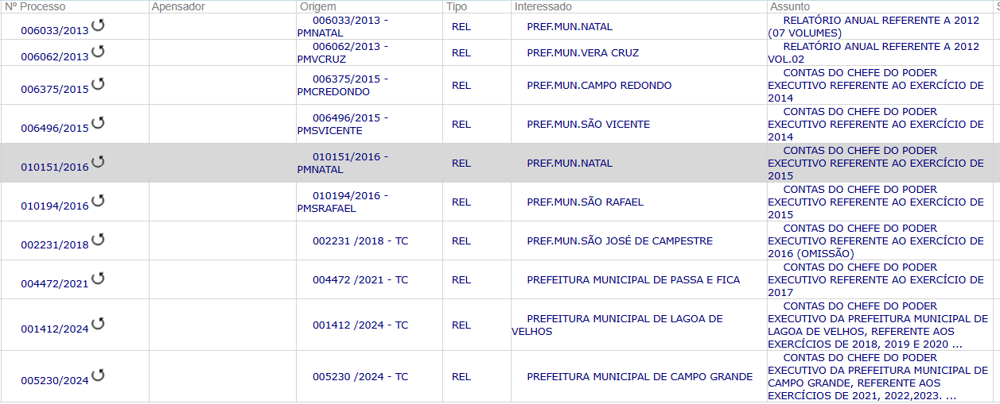 Nº Processo Apensador Origem Tipo Interessado Assunto
006033/2013 006033/2013 - REL PREF.MUN.NATAL RELATÓRIO ANUAL REFERENTE A 2012
PMNATAL (07 VOLUMES)
006062/2013 006062/2013 - REL PREF.MUN.VERA CRUZ RELATÓRIO ANUAL REFERENTE A 2012
PMVCRUZ VOL.02
006375/2015 006375/2015 - REL PREF.MUN.CAMPO REDONDO CONTAS DO CHEFE DO PODER
PMCREDONDO EXECUTIVO REFERENTE AO EXERCÍCIO DE
2014
006496/2015 006496/2015 - REL PREF.MUN.SÃO VICENTE CONTAS DO CHEFE DO PODER
PMSVICENTE EXECUTIVO REFERENTE AO EXERCÍCIO DE
2014
010151/2016 010151/2016 - REL PREF.MUN.NATAL CONTAS DO CHEFE DO PODER
PMNATAL EXECUTIVO REFERENTE AO EXERCÍCIO DE
2015
010194/2016 010194/2016 - REL PREF.MUN.SÃO RAFAEL CONTAS DO CHEFE DO PODER
PMSRAFAEL EXECUTIVO REFERENTE AO EXERCÍCIO DE
2015
002231/2018 002231 /2018 - TC REL PREF.MUN.SÃO JOSÉ DE CAMPESTRE CONTAS DO CHEFE DO PODER
EXECUTIVO REFERENTE AO EXERCÍCIO DE
2016 (OMISSÃO)
004472/2021 004472 /2021 - TC REL PREFEITURA MUNICIPAL DE PASSA E FICA CONTAS DO CHEFE DO PODER
EXECUTIVO REFERENTE AO EXERCÍCIO DE
2017
001412/2024 001412 /2024 - TC REL PREFEITURA MUNICIPAL DE LAGOA DE CONTAS DO CHEFE DO PODER
VELHOS EXECUTIVO DA PREFEITURA MUNICIPAL DE
LAGOA DE VELHOS, REFERENTE AOS
EXERCÍCIOS DE 2018, 2019 E 2020 ...
005230/2024 005230 /2024 - TC REL PREFEITURA MUNICIPAL DE CAMPO GRANDE CONTAS DO CHEFE DO PODER
EXECUTIVO DA PREFEITURA MUNICIPAL DE
CAMPO GRANDE, REFERENTE AOS
EXERCÍCIOS DE 2021, 2022,2023. ...